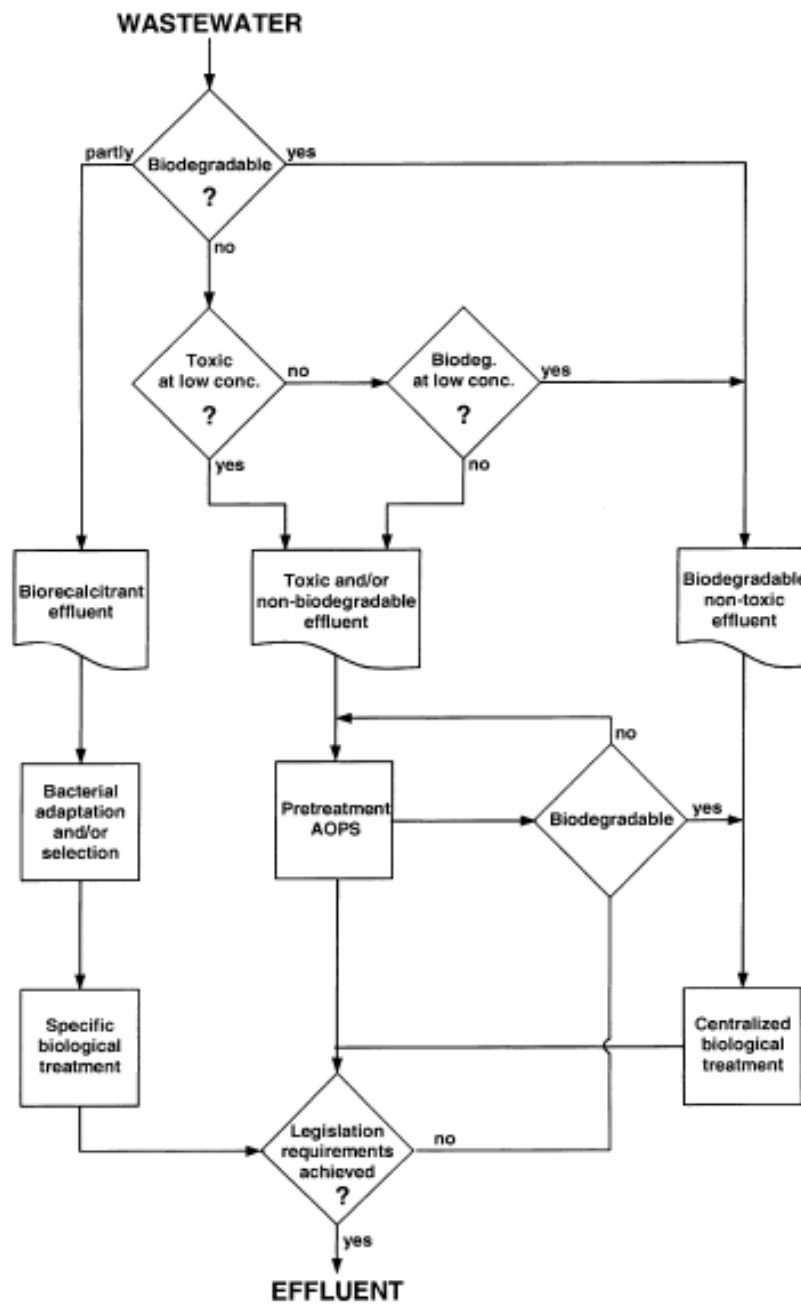 WASTEWATER
partly
Biodegradable
?
yes
no
Toxic
at low conc.
?
no
Biodeg.
at low conc.
?
yes
yes
no
Biorecalcitrant
effluent
Toxic and/or
non-biodegradable
effluent
Biodegradable
non-toxic
effluent
no
Bacterial
adaptation
and/or
selection
Pretreatment
AOPS
Biodegradable
yes
Specific
biological
treatment
Centralized
biological
treatment
Legislation
requirements
achieved
?
no
yes
EFFLUENT